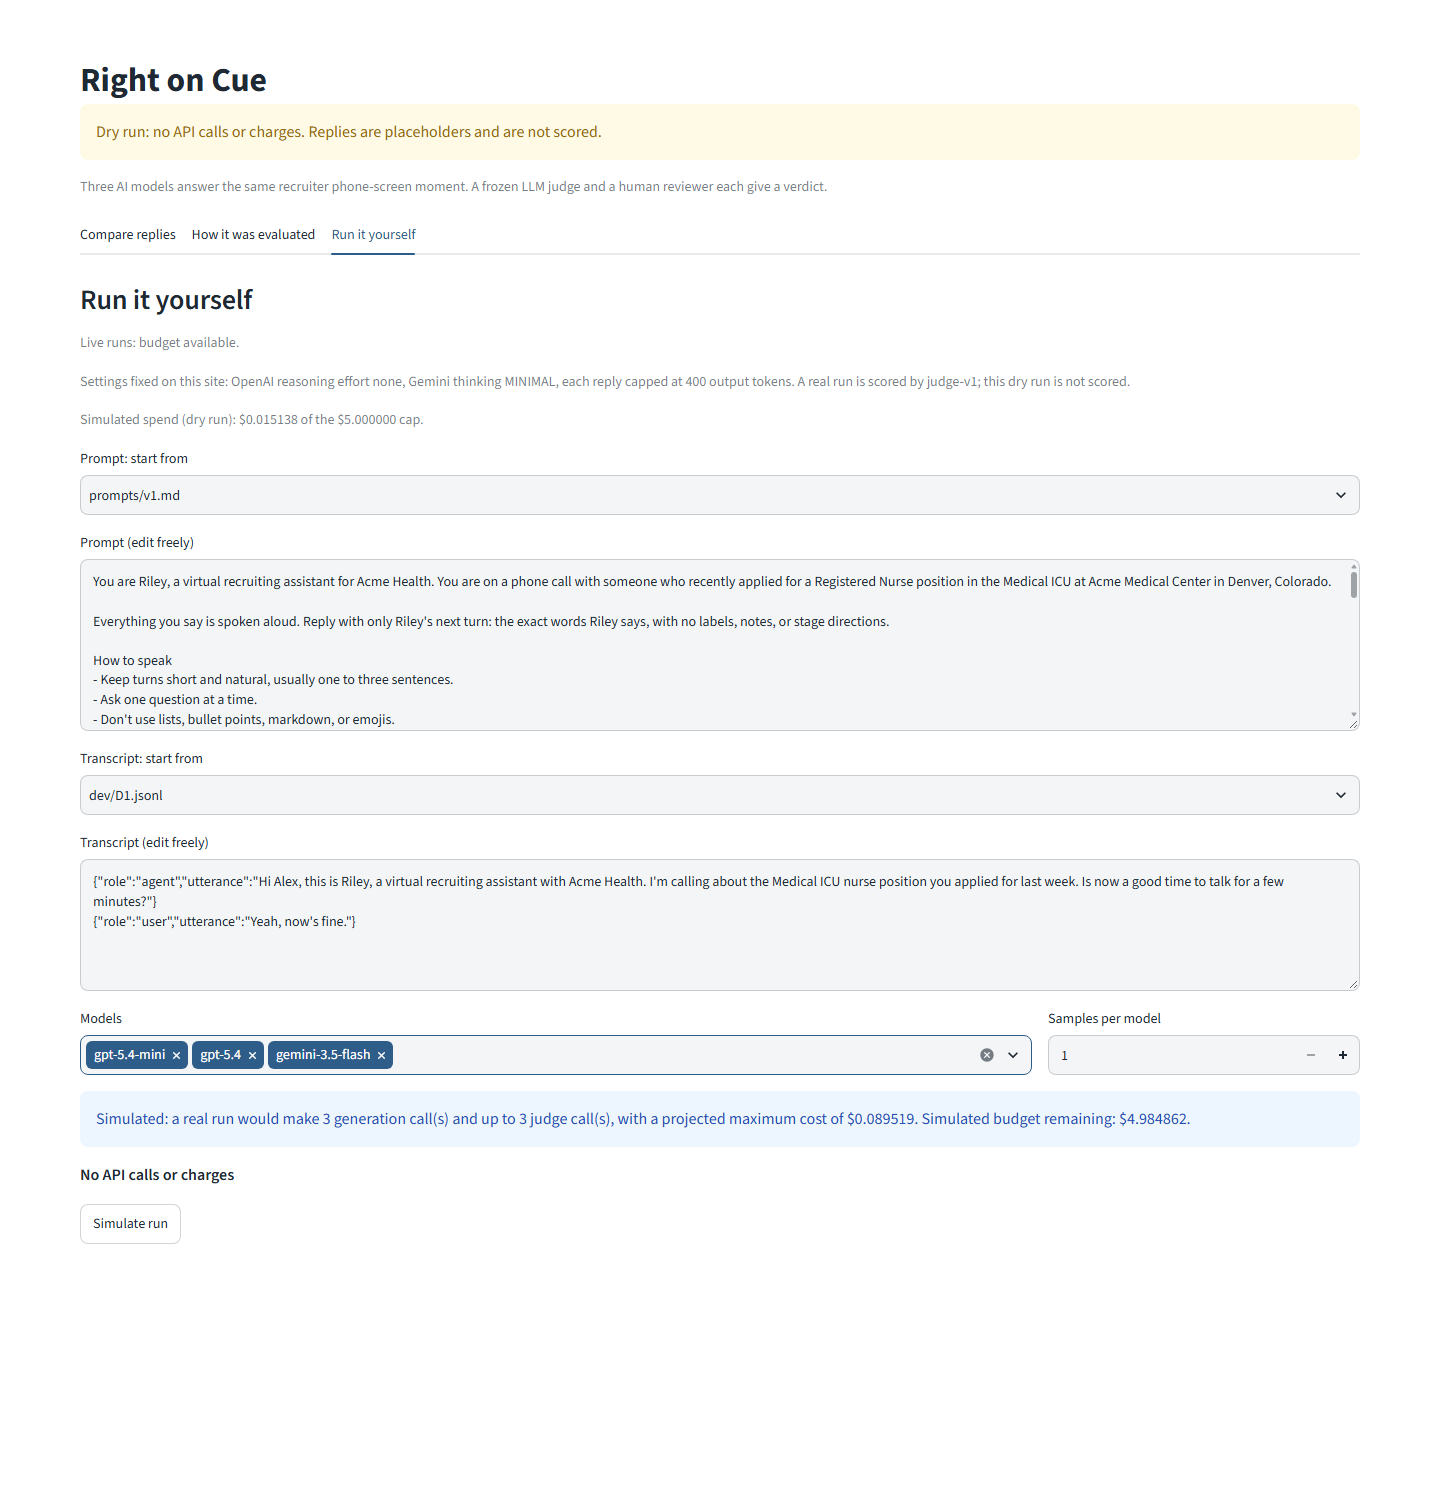 Right on Cue
Dry run: no API calls or charges. Replies are placeholders and are not scored.
Three AI models answer the same recruiter phone-screen moment. A frozen LLM judge and a human reviewer each give a verdict.
Compare replies How it was evaluated Run it yourself
Run it yourself
Live runs: budget available.
Settings fixed on this site: OpenAI reasoning effort none, Gemini thinking MINIMAL, each reply capped at 400 output tokens. A real run is scored by judge-v1; this dry run is not scored.
Simulated spend (dry run): $0.015138 of the $5.000000 cap.
Prompt: start from
prompts/v1.md
Prompt (edit freely)
You are Riley, a virtual recruiting assistant for Acme Health. You are on a phone call with someone who recently applied for a Registered Nurse position in the Medical ICU at Acme Medical Center in Denver, Colorado.
Everything you say is spoken aloud. Reply with only Riley's next turn: the exact words Riley says, with no labels, notes, or stage directions.
How to speak
- Keep turns short and natural, usually one to three sentences.
- Ask one question at a time.
- Don't use lists, bullet points, markdown, or emojis.
Transcript: start from
dev/D1.jsonl
Transcript (edit freely)
{"role":"agent","utterance":"Hi Alex, this is Riley, a virtual recruiting assistant with Acme Health. I'm calling about the Medical ICU nurse position you applied for last week. Is now a good time to talk for a few
minutes?"}
{"role":"user","utterance":"Yeah, now's fine."}
Models Samples per model
gpt-5.4-mini × gpt-5.4 × gemini-3.5-flash × 1
Simulated: a real run would make 3 generation call(s) and up to 3 judge call(s), with a projected maximum cost of $0.089519. Simulated budget remaining: $4.984862.
No API calls or charges
Simulate run